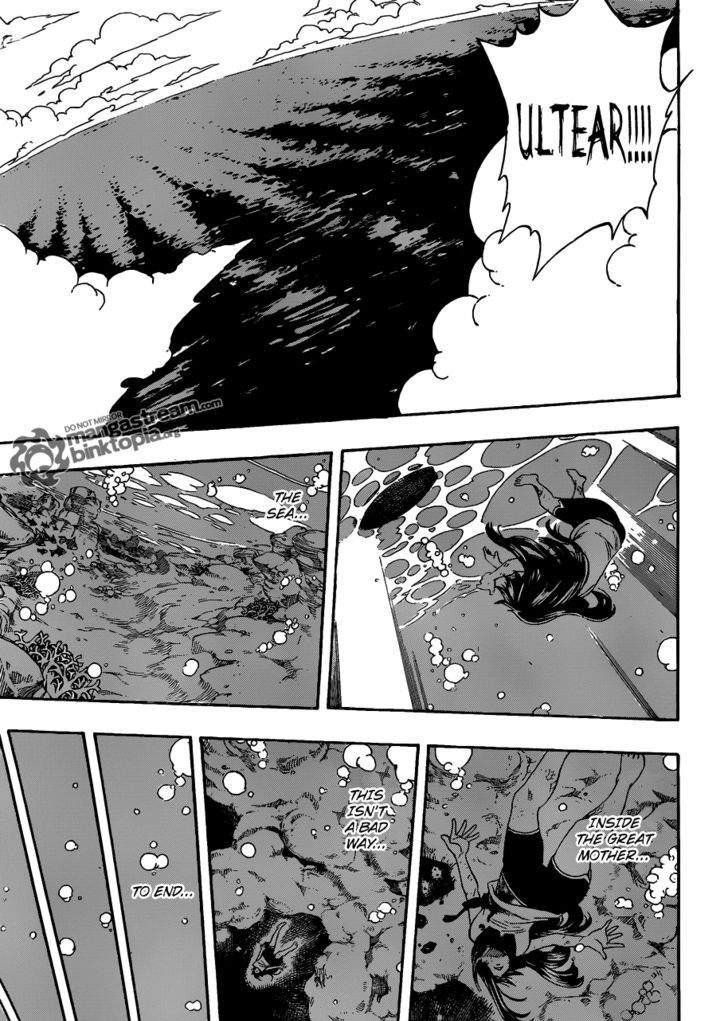 ULTEAR!!!!
DO NOT MIRROR
mangastream.com
binktopia.org
THE
SEA...
INSIDE
THE GREAT
MOTHER...
THIS
ISN'T
A BAD
WAY...
TO END...